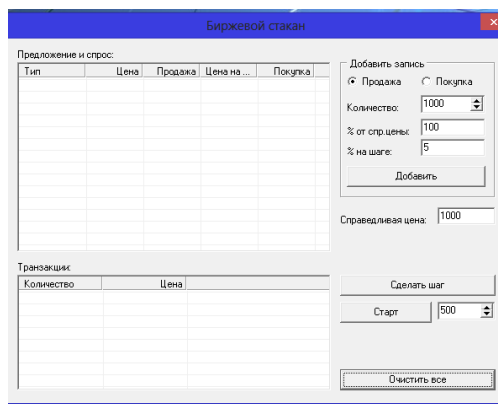 Биржевой стакан
Предложение и спрос:
Тип Цена Продажа Цена на ... Покупка
Добавить запись
Продажа Покупка
Количество: 1000
% от спр.цены: 100
% на шаге: 5
Добавить
Справедливая цена: 1000
Транзакции:
Количество Цена
Сделать шаг
Старт 500
Очистить все